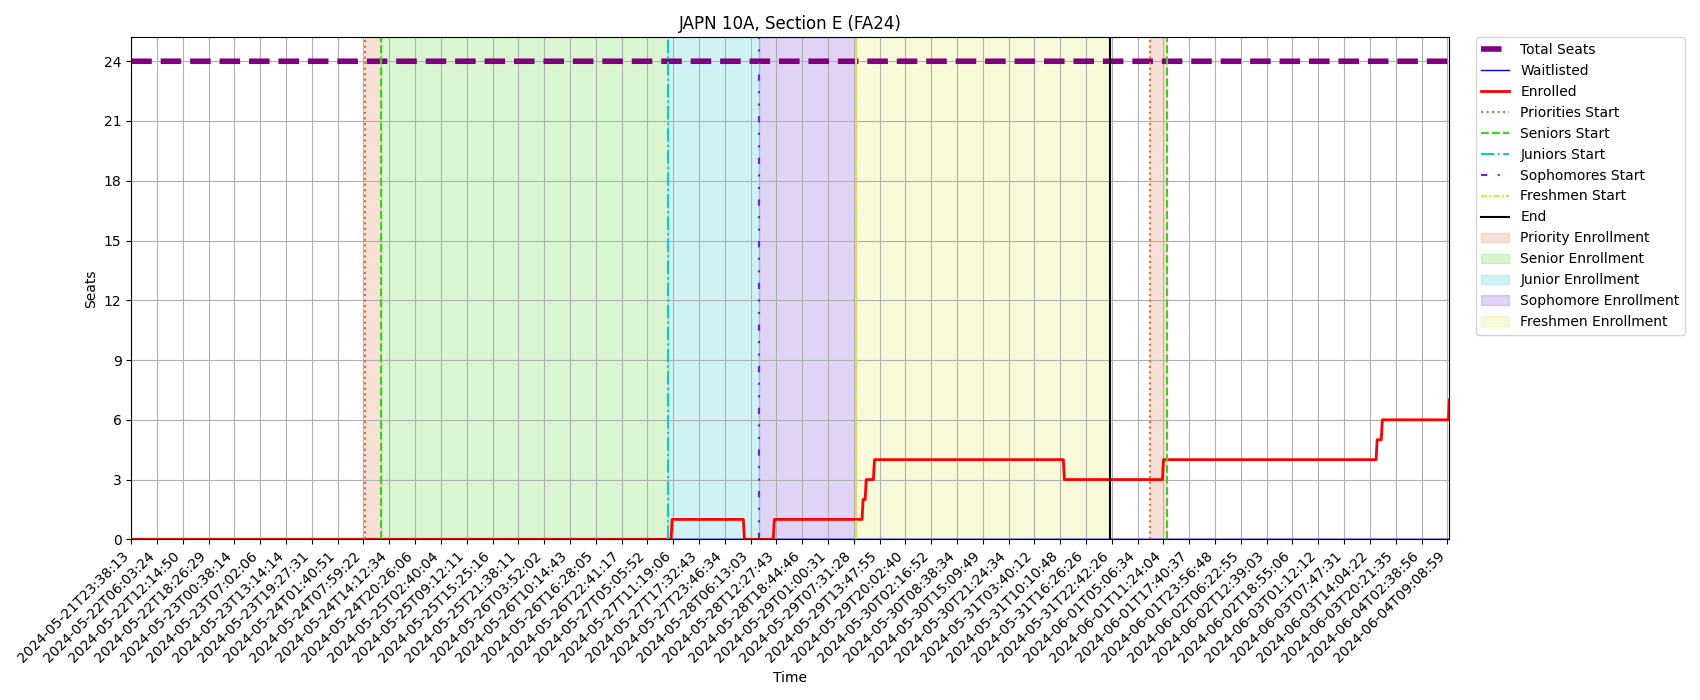 JAPN 10A, Section E (FA24)
Seats
24
21
18
15
12
9
6
3
0
2024-05-21T23:38:13
2024-05-22T06:03:24
2024-05-22T12:14:50
2024-05-22T18:26:29
2024-05-23T00:38:14
2024-05-23T07:02:06
2024-05-23T13:14:14
2024-05-23T19:27:31
2024-05-24T01:40:51
2024-05-24T07:59:22
2024-05-24T14:12:34
2024-05-24T20:26:06
2024-05-25T02:40:04
2024-05-25T09:12:11
2024-05-25T15:25:16
2024-05-25T21:38:11
2024-05-26T03:52:02
2024-05-26T10:14:43
2024-05-26T16:28:05
2024-05-26T22:41:17
2024-05-27T05:05:52
2024-05-27T11:19:06
2024-05-27T17:32:43
2024-05-27T23:46:34
2024-05-28T06:13:03
2024-05-28T12:27:43
2024-05-28T18:44:46
2024-05-29T01:00:31
2024-05-29T07:31:28
2024-05-29T13:47:55
2024-05-29T20:02:40
2024-05-30T02:16:52
2024-05-30T08:38:34
2024-05-30T15:09:49
2024-05-30T21:24:34
2024-05-31T03:40:12
2024-05-31T10:10:48
2024-05-31T16:26:26
2024-05-31T22:42:26
2024-06-01T05:06:34
2024-06-01T11:24:04
2024-06-01T17:40:37
2024-06-01T23:56:48
2024-06-02T06:22:55
2024-06-02T12:39:03
2024-06-02T18:55:06
2024-06-03T01:12:12
2024-06-03T07:47:31
2024-06-03T14:04:22
2024-06-03T20:21:35
2024-06-04T02:38:56
2024-06-04T09:08:59
Time
Total Seats
Waitlisted
Enrolled
Priorities Start
Seniors Start
Juniors Start
Sophomores Start
Freshmen Start
End
Priority Enrollment
Senior Enrollment
Junior Enrollment
Sophomore Enrollment
Freshmen Enrollment